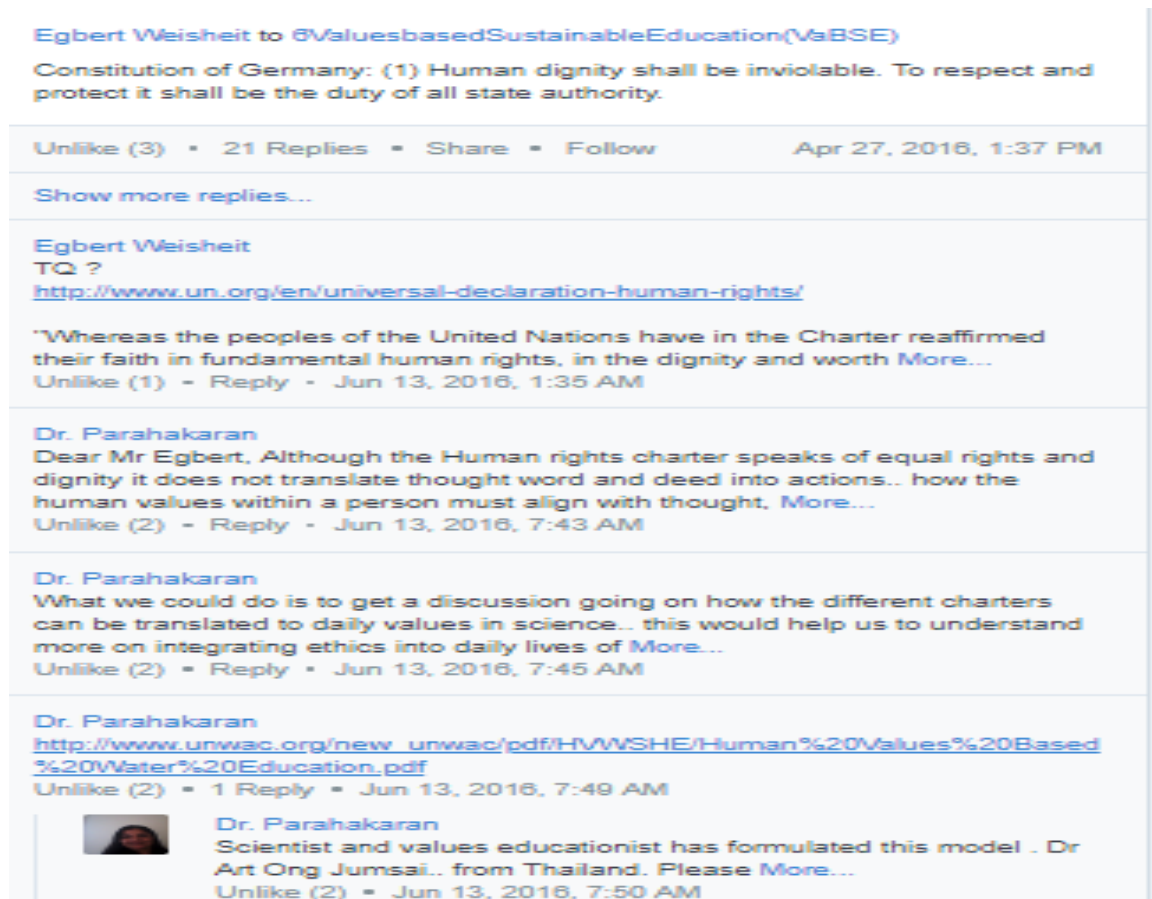 Egbert Weisheit to 6ValuesbasedSustainableEducation(VaBSE)
Constitution of Germany: (1) Human dignity shall be inviolable. To respect and
protect it shall be the duty of all state authority.
Unlike (3) • 21 Replies • Share • Follow Apr 27, 2016, 1:37 PM
Show more replies...
Egbert Weisheit
TQ ?
http://www.un.org/en/universal-declaration-human-rights/
"Whereas the peoples of the United Nations have in the Charter reaffirmed
their faith in fundamental human rights, in the dignity and worth More...
Unlike (1) • Reply • Jun 13, 2016, 1:35 AM
Dr. Parahakaran
Dear Mr Egbert, Although the Human rights charter speaks of equal rights and
dignity it does not translate thought word and deed into actions.. how the
human values within a person must align with thought, More...
Unlike (2) • Reply • Jun 13, 2016, 7:43 AM
Dr. Parahakaran
What we could do is to get a discussion going on how the different charters
can be translated to daily values in science.. this would help us to understand
more on integrating ethics into daily lives of More...
Unlike (2) • Reply • Jun 13, 2016, 7:45 AM
Dr. Parahakaran
http://www.unwac.org/new_unwac/pdf/HVWSHE/Human%20Values%20Based
%20Water%20Education.pdf
Unlike (2) • 1 Reply • Jun 13, 2016, 7:49 AM
Dr. Parahakaran
Scientist and values educationist has formulated this model . Dr
Art Ong Jumsai.. from Thailand. Please More...
Unlike (2) • Jun 13, 2016, 7:50 AM